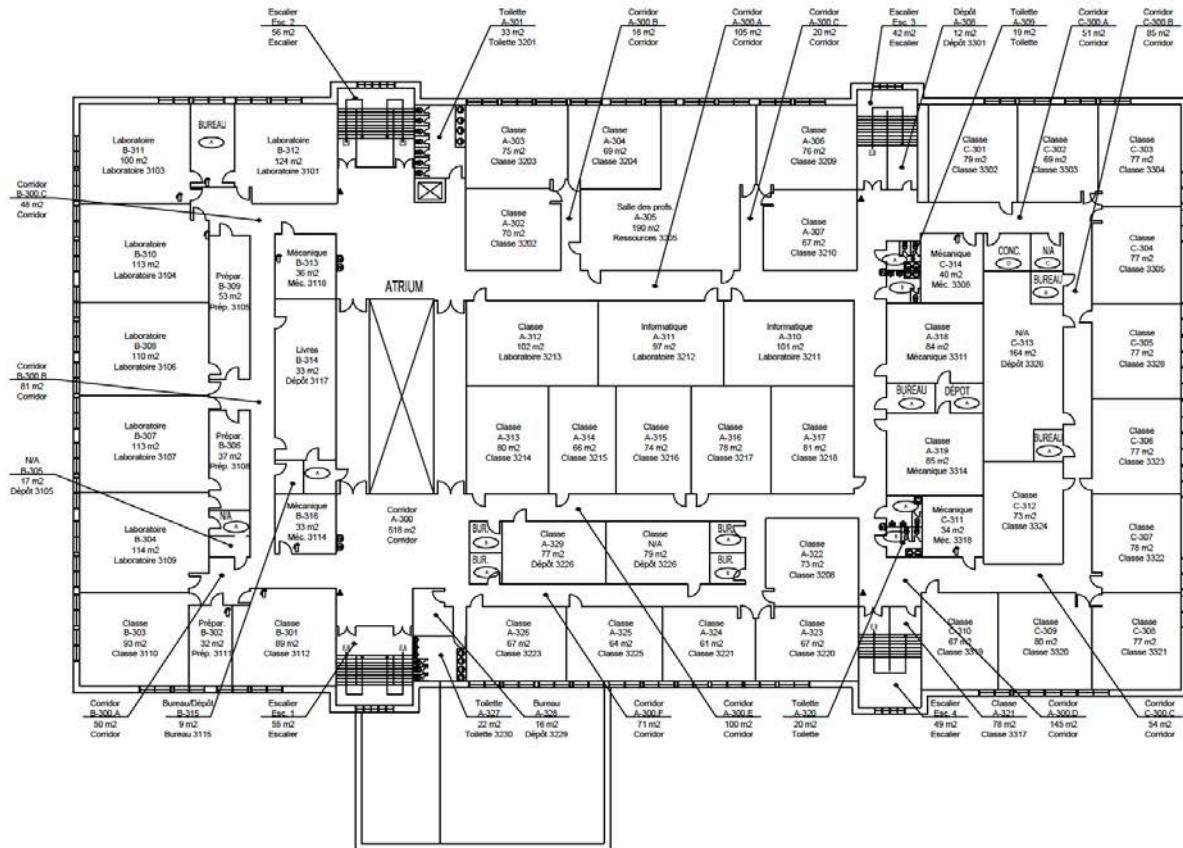 Escalier
Esc. 2
56 m2
Escalier
Toilette
A-301
33 m2
Toilette 3201
Corridor
A-300.B
18 m2
Corridor
Corridor
A-300.A
105 m2
Corridor
Corridor
A-300.C
20 m2
Corridor
Escalier
Esc. 3
42 m2
Escalier
Dépôt
A-308
12 m2
Dépôt 3301
Toilette
A-309
19 m2
Toilette
Corridor
C-300.A
51 m2
Corridor
Corridor
C-300.B
85 m2
Corridor
Laboratoire
B-311
100 m2
Laboratoire 3103
BUREAU
A
Laboratoire
B-312
124 m2
Laboratoire 3101
Classe
A-303
75 m2
Classe 3203
Classe
A-304
69 m2
Classe 3204
Classe
A-306
76 m2
Classe 3209
Classe
C-301
79 m2
Classe 3302
Classe
C-302
69 m2
Classe 3303
Classe
C-303
77 m2
Classe 3304
Corridor
B-300.C
48 m2
Corridor
Classe
A-302
70 m2
Classe 3202
Salle des profs.
A-305
190 m2
Ressources 3205
Classe
A-307
67 m2
Classe 3210
Laboratoire
B-310
113 m2
Laboratoire 3104
Prépar.
B-309
53 m2
Prép. 3105
Mécanique
B-313
36 m2
Méc. 3118
ATRIUM
A
B
Mécanique
C-314
40 m2
Méc. 3308
CONC.
D
N/A
C
BUREAU
B
Classe
C-304
77 m2
Classe 3305
Laboratoire
B-308
110 m2
Laboratoire 3106
Livres
B-314
33 m2
Dépôt 3117
Classe
A-312
102 m2
Laboratoire 3213
Informatique
A-311
97 m2
Laboratoire 3212
Informatique
A-310
101 m2
Laboratoire 3211
Classe
A-318
84 m2
Mécanique 3311
N/A
C-313
164 m2
Dépôt 3326
Classe
C-305
77 m2
Classe 3328
Corridor
B-300.B
81 m2
Corridor
BUREAU
A
DÉPOT
A
Laboratoire
B-307
113 m2
Laboratoire 3107
Prépar.
B-306
37 m2
Prép. 3108
Classe
A-313
80 m2
Classe 3214
Classe
A-314
66 m2
Classe 3215
Classe
A-315
74 m2
Classe 3216
Classe
A-316
78 m2
Classe 3217
Classe
A-317
81 m2
Classe 3218
Classe
A-319
85 m2
Mécanique 3314
BUREAU
A
Classe
C-306
77 m2
Classe 3323
N/A
B-305
17 m2
Dépôt 3105
A
Classe
C-312
73 m2
Classe 3324
Laboratoire
B-304
114 m2
Laboratoire 3109
N/A
A
Mécanique
B-316
33 m2
Méc. 3114
Corridor
A-300
518 m2
Corridor
BUR.
B
BUR.
A
Classe
A-329
77 m2
Dépôt 3226
Classe
N/A
79 m2
Dépôt 3226
BUR.
A
BUR.
B
Classe
A-322
73 m2
Classe 3208
A
B
Mécanique
C-311
34 m2
Méc. 3318
Classe
C-307
78 m2
Classe 3322
Classe
B-303
93 m2
Classe 3110
Prépar.
B-302
32 m2
Prép. 3111
Classe
B-301
89 m2
Classe 3112
Classe
A-326
67 m2
Classe 3223
Classe
A-325
64 m2
Classe 3225
Classe
A-324
61 m2
Classe 3221
Classe
A-323
67 m2
Classe 3220
Classe
C-310
67 m2
Classe 3319
Classe
C-309
80 m2
Classe 3320
Classe
C-308
77 m2
Classe 3321
Corridor
B-300.A
50 m2
Corridor
Bureau/Dépôt
B-315
9 m2
Bureau 3115
Escalier
Esc. 1
55 m2
Escalier
Toilette
A-327
22 m2
Toilette 3230
Bureau
A-328
16 m2
Dépôt 3229
Corridor
A-300.F
71 m2
Corridor
Corridor
A-300.E
100 m2
Corridor
Toilette
A-320
20 m2
Toilette
Escalier
Esc. 4
49 m2
Escalier
Classe
A-321
78 m2
Classe 3317
Corridor
A-300.D
145 m2
Corridor
Corridor
C-300.C
54 m2
Corridor